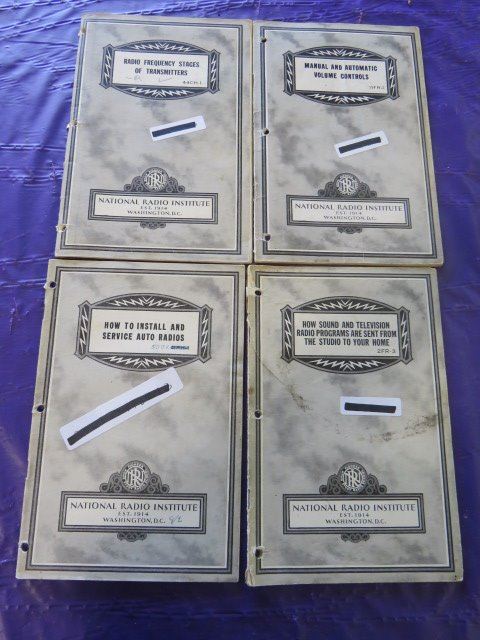 RADIO FREQUENCY STAGES
OF TRANSMITTERS
44CH-1
NATIONAL RADIO INSTITUTE
EST. 1914
WASHINGTON, D.C.
MANUAL AND AUTOMATIC
VOLUME CONTROLS
NATIONAL RADIO INSTITUTE
EST. 1914
WASHINGTON, D.C.
HOW TO INSTALL AND
SERVICE AUTO RADIOS
NATIONAL RADIO INSTITUTE
EST. 1914
WASHINGTON, D.C.
HOW SOUND AND TELEVISION
RADIO PROGRAMS ARE SENT FROM
THE STUDIO TO YOUR HOME
2FR-3
NATIONAL RADIO INSTITUTE
EST. 1914
WASHINGTON, D.C.